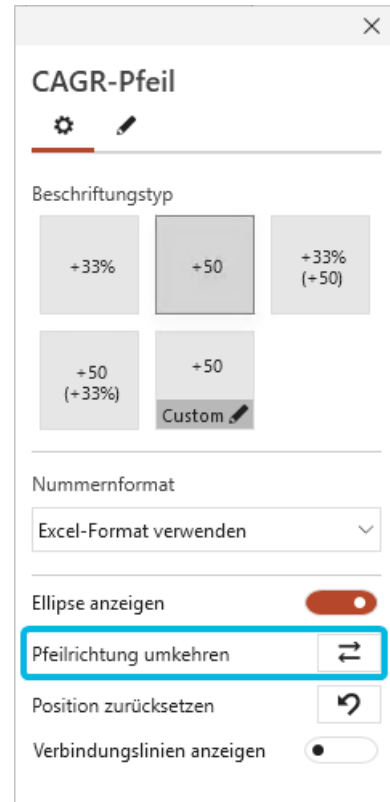 CAGR-Pfeil
Beschriftungstyp
+33%
+50
+33%
(+50)
+50
(+33%)
+50
Custom
Nummernformat
Excel-Format verwenden
Ellipse anzeigen
Pfeilrichtung umkehren
Position zurücksetzen
Verbindungslinien anzeigen